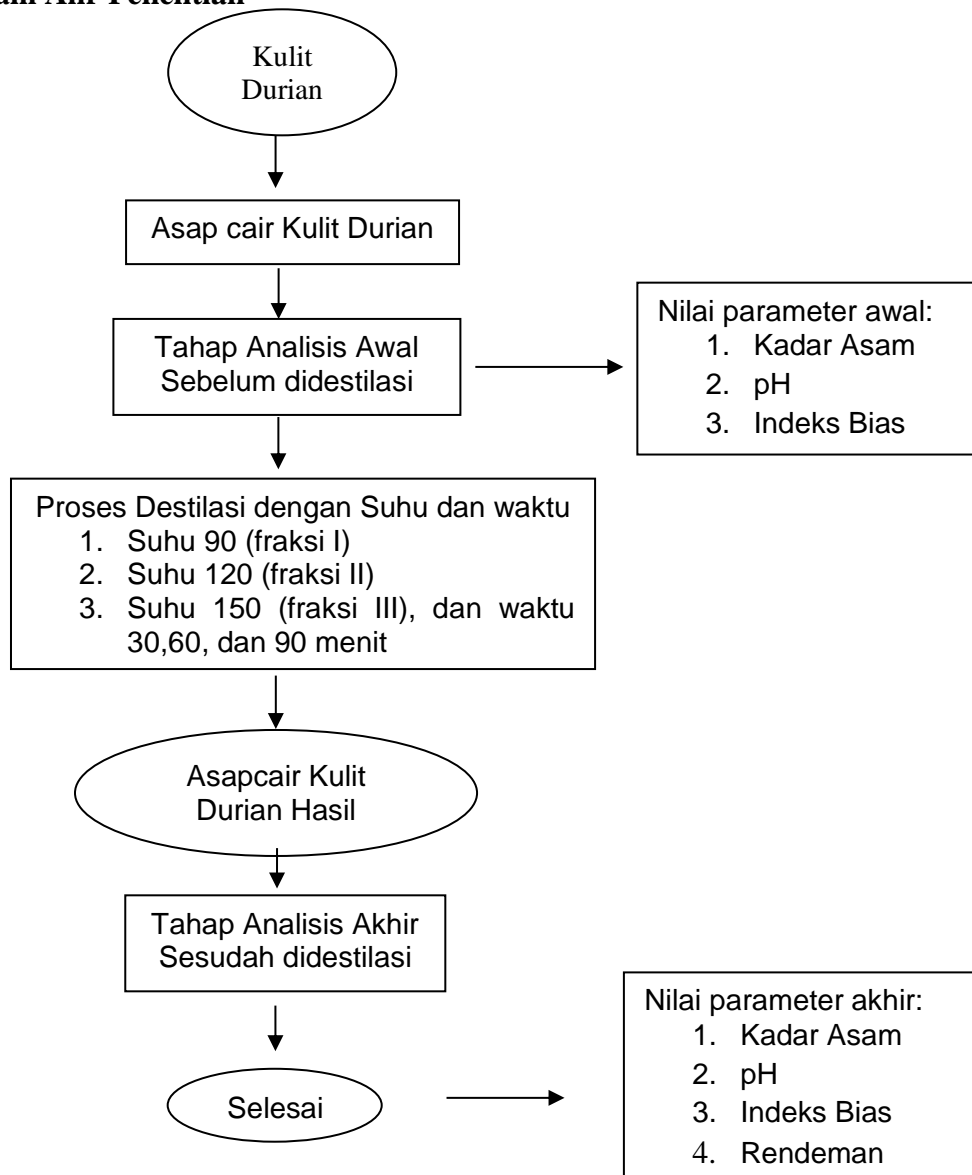 Alir Penelitian
Kulit
Durian
Asap cair Kulit Durian
Tahap Analisis Awal
Sebelum didestilasi
Nilai parameter awal:
1. Kadar Asam
2. pH
3. Indeks Bias
Proses Destilasi dengan Suhu dan waktu
1. Suhu 90 (fraksi I)
2. Suhu 120 (fraksi II)
3. Suhu 150 (fraksi III), dan waktu
30,60, dan 90 menit
Asapcair Kulit
Durian Hasil
Tahap Analisis Akhir
Sesudah didestilasi
Selesai
Nilai parameter akhir:
1. Kadar Asam
2. pH
3. Indeks Bias
4. Rendeman